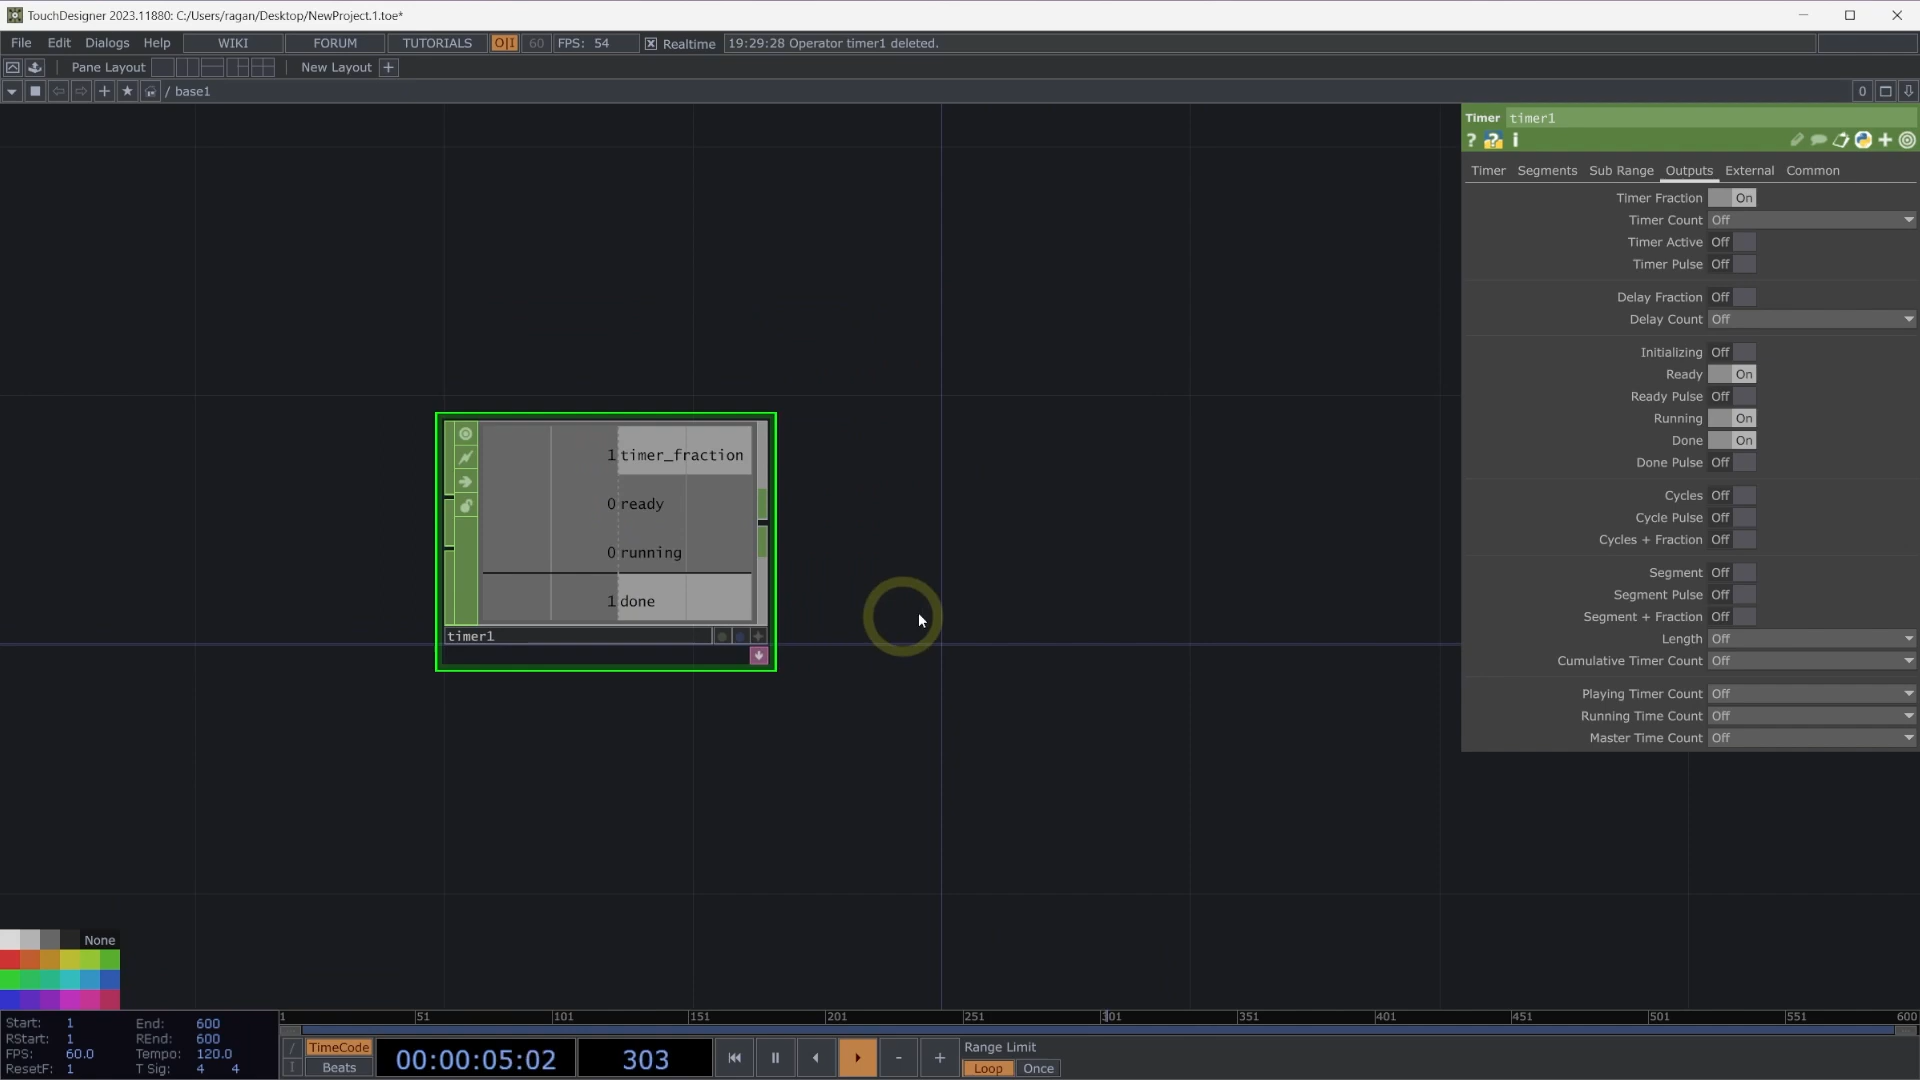 TouchDesigner 2023.11880: C:/Users/ragan/Desktop/NewProject.1.toe*
File Edit Dialogs Help WIKI FORUM TUTORIALS O|I 60 FPS: 54 Realtime 19:29:28 Operator timer1 deleted.
Pane Layout New Layout +
/ base1 0
Timer timer1
? ? i
Timer Segments Sub Range Outputs External Common
Timer Fraction On
Timer Count Off
Timer Active Off
Timer Pulse Off
Delay Fraction Off
Delay Count Off
Initializing Off
Ready On
Ready Pulse Off
Running On
Done On
Done Pulse Off
Cycles Off
Cycle Pulse Off
Cycles + Fraction Off
Segment Off
Segment Pulse Off
Segment + Fraction Off
Length Off
Cumulative Timer Count Off
Playing Timer Count Off
Running Time Count Off
Master Time Count Off
1 timer_fraction
0 ready
0 running
1 done
timer1
None
1 51 101 151 201 251 301 351 401 451 501 551 600
Start: 1 End: 600
RStart: 1 REnd: 600
FPS: 60.0 Tempo: 120.0
ResetF: 1 T Sig: 4 4
/ TimeCode
I Beats
00:00:05:02 303
- +
Range Limit
Loop Once